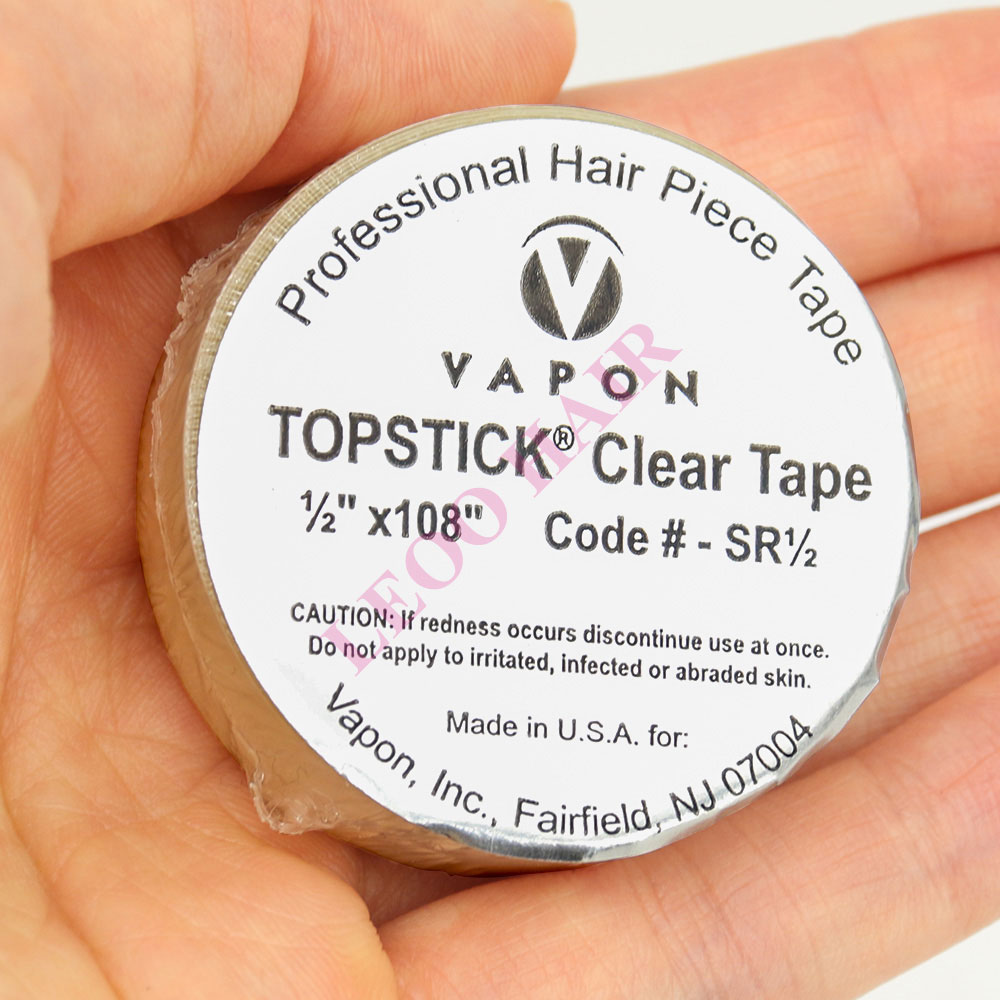 Professional Hair Piece Tape
VAPON
TOPSTICK® Clear Tape
½" x108" Code # - SR½
CAUTION: If redness occurs discontinue use at once.
Do not apply to irritated, infected or abraded skin.
Made in U.S.A. for:
Vapon, Inc., Fairfield, NJ 07004
LEOO HAIR